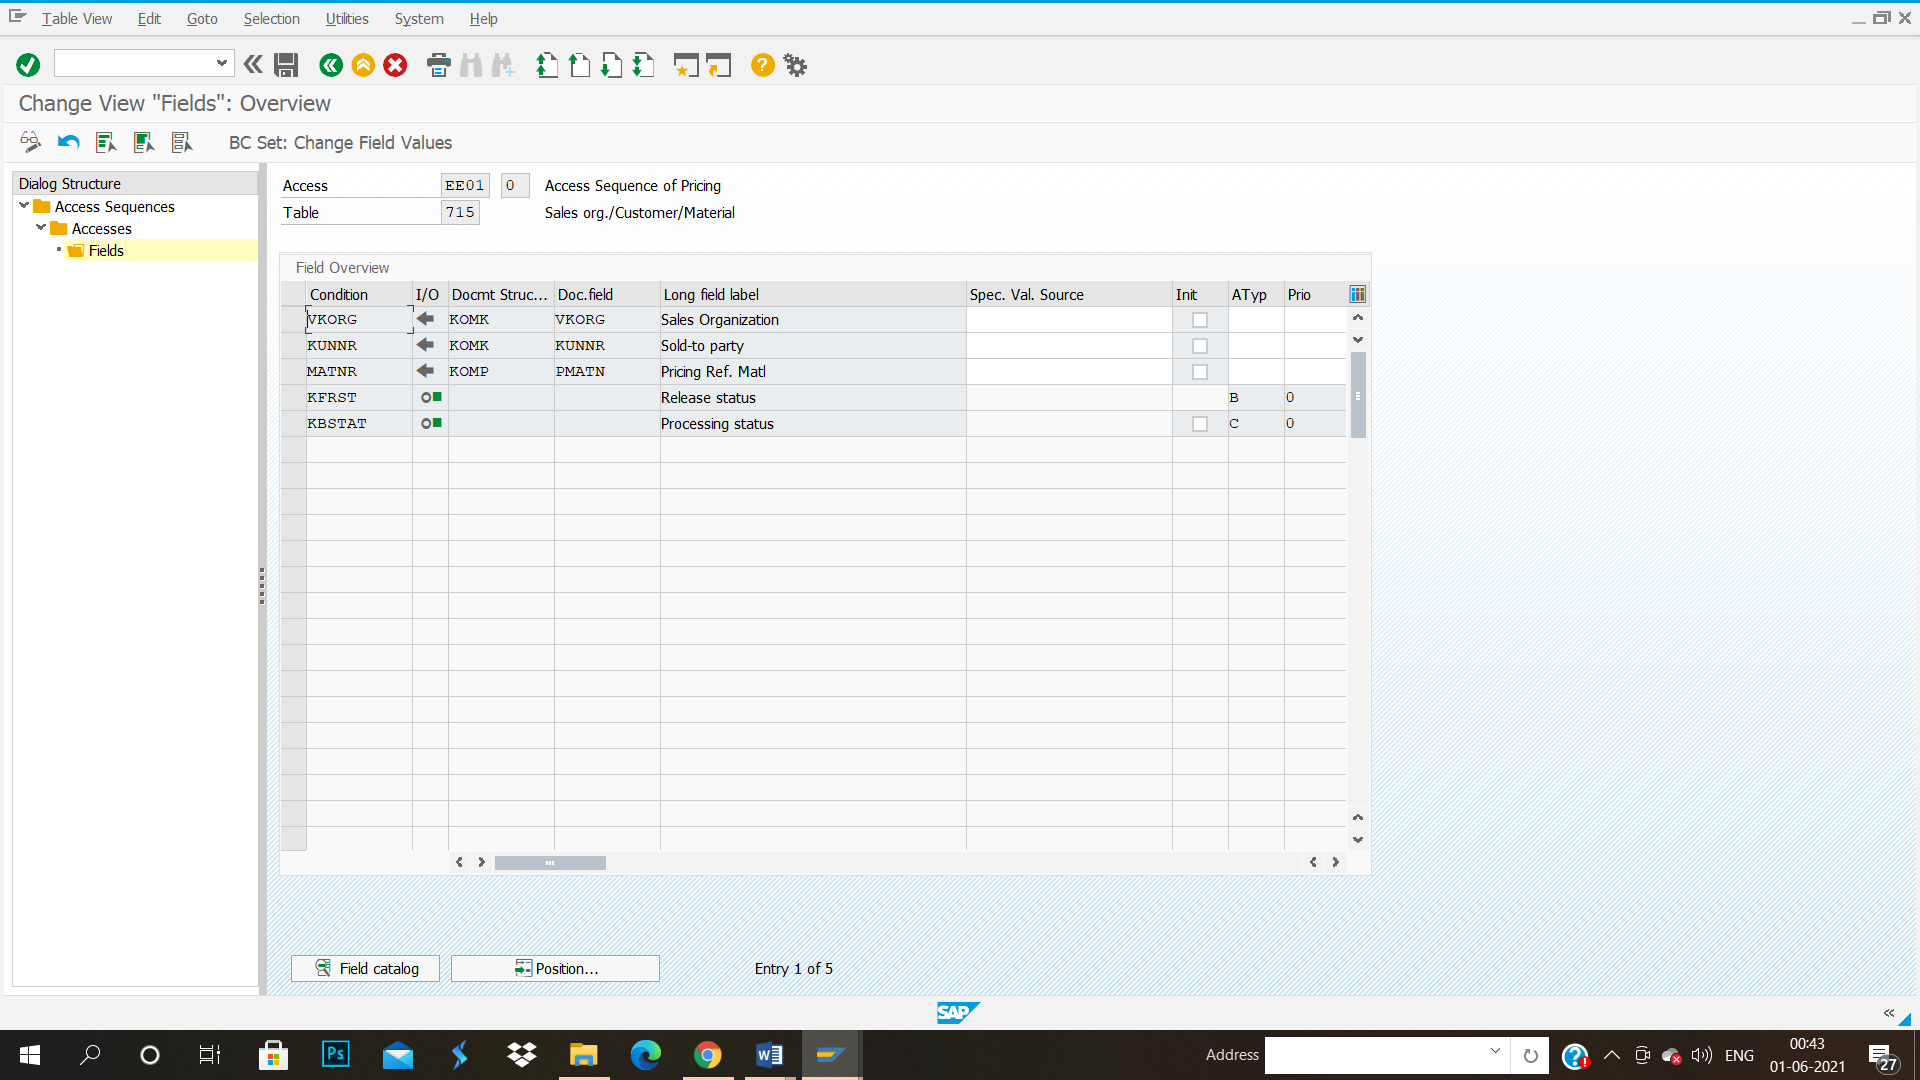 Table View Edit Goto Selection Utilities System Help
Change View "Fields": Overview
BC Set: Change Field Values
Dialog Structure
Access Sequences
Accesses
Fields
Access EE01 0 Access Sequence of Pricing
Table 715 Sales org./Customer/Material
Field Overview
Condition I/O Docmt Struc... Doc.field Long field label Spec. Val. Source Init ATyp Prio
VKORG KOMK VKORG Sales Organization
KUNNR KOMK KUNNR Sold-to party
MATNR KOMP PMATN Pricing Ref. Matl
KFRST Release status B 0
KBSTAT Processing status C 0
Field catalog Position... Entry 1 of 5
SAP
Ps Address ENG 00:43
01-06-2021 27